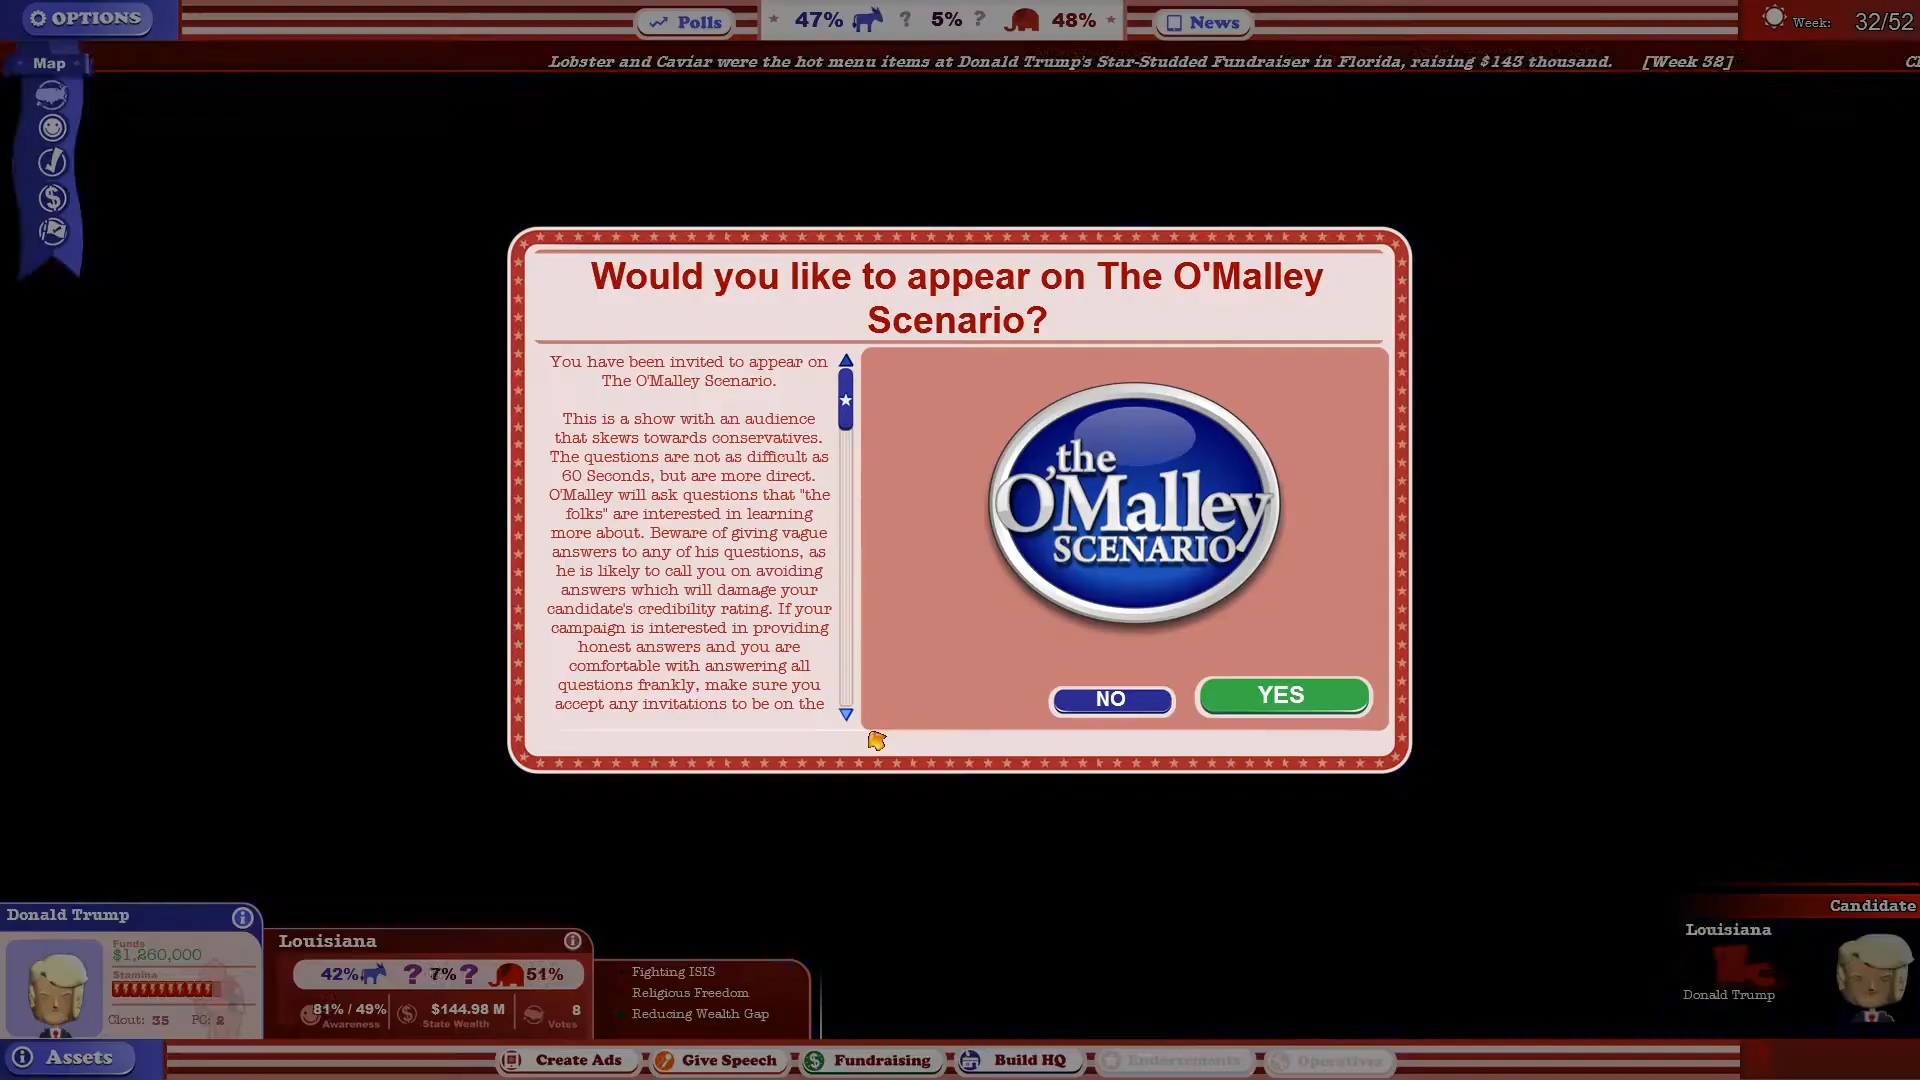 OPTIONS
Polls
47% ? 5% ? 48%
News
Week: 32/52
Map
Lobster and Caviar were the hot menu items at Donald Trump's Star-Studded Fundraiser in Florida, raising $143 thousand. [Week 32]
Would you like to appear on The O'Malley
Scenario?
You have been invited to appear on
The O'Malley Scenario.
This is a show with an audience
that skews towards conservatives.
The questions are not as difficult as
60 Seconds, but are more direct.
O'Malley will ask questions that "the
folks" are interested in learning
more about. Beware of giving vague
answers to any of his questions, as
he is likely to call you on avoiding
answers which will damage your
candidate's credibility rating. If your
campaign is interested in providing
honest answers and you are
comfortable with answering all
questions frankly, make sure you
accept any invitations to be on the
the
O'Malley
SCENARIO
NO
YES
Donald Trump
Funds
$1,260,000
Stamina
Clout: 35
PC: 2
Louisiana
42% ? 7% ? 51%
81% / 49%
Awareness
$144.98 M
State Wealth
8
Votes
Fighting ISIS
Religious Freedom
Reducing Wealth Gap
Candidate
Louisiana
Donald Trump
Assets
Create Ads
Give Speech
Fundraising
Build HQ
Endorsements
Operatives